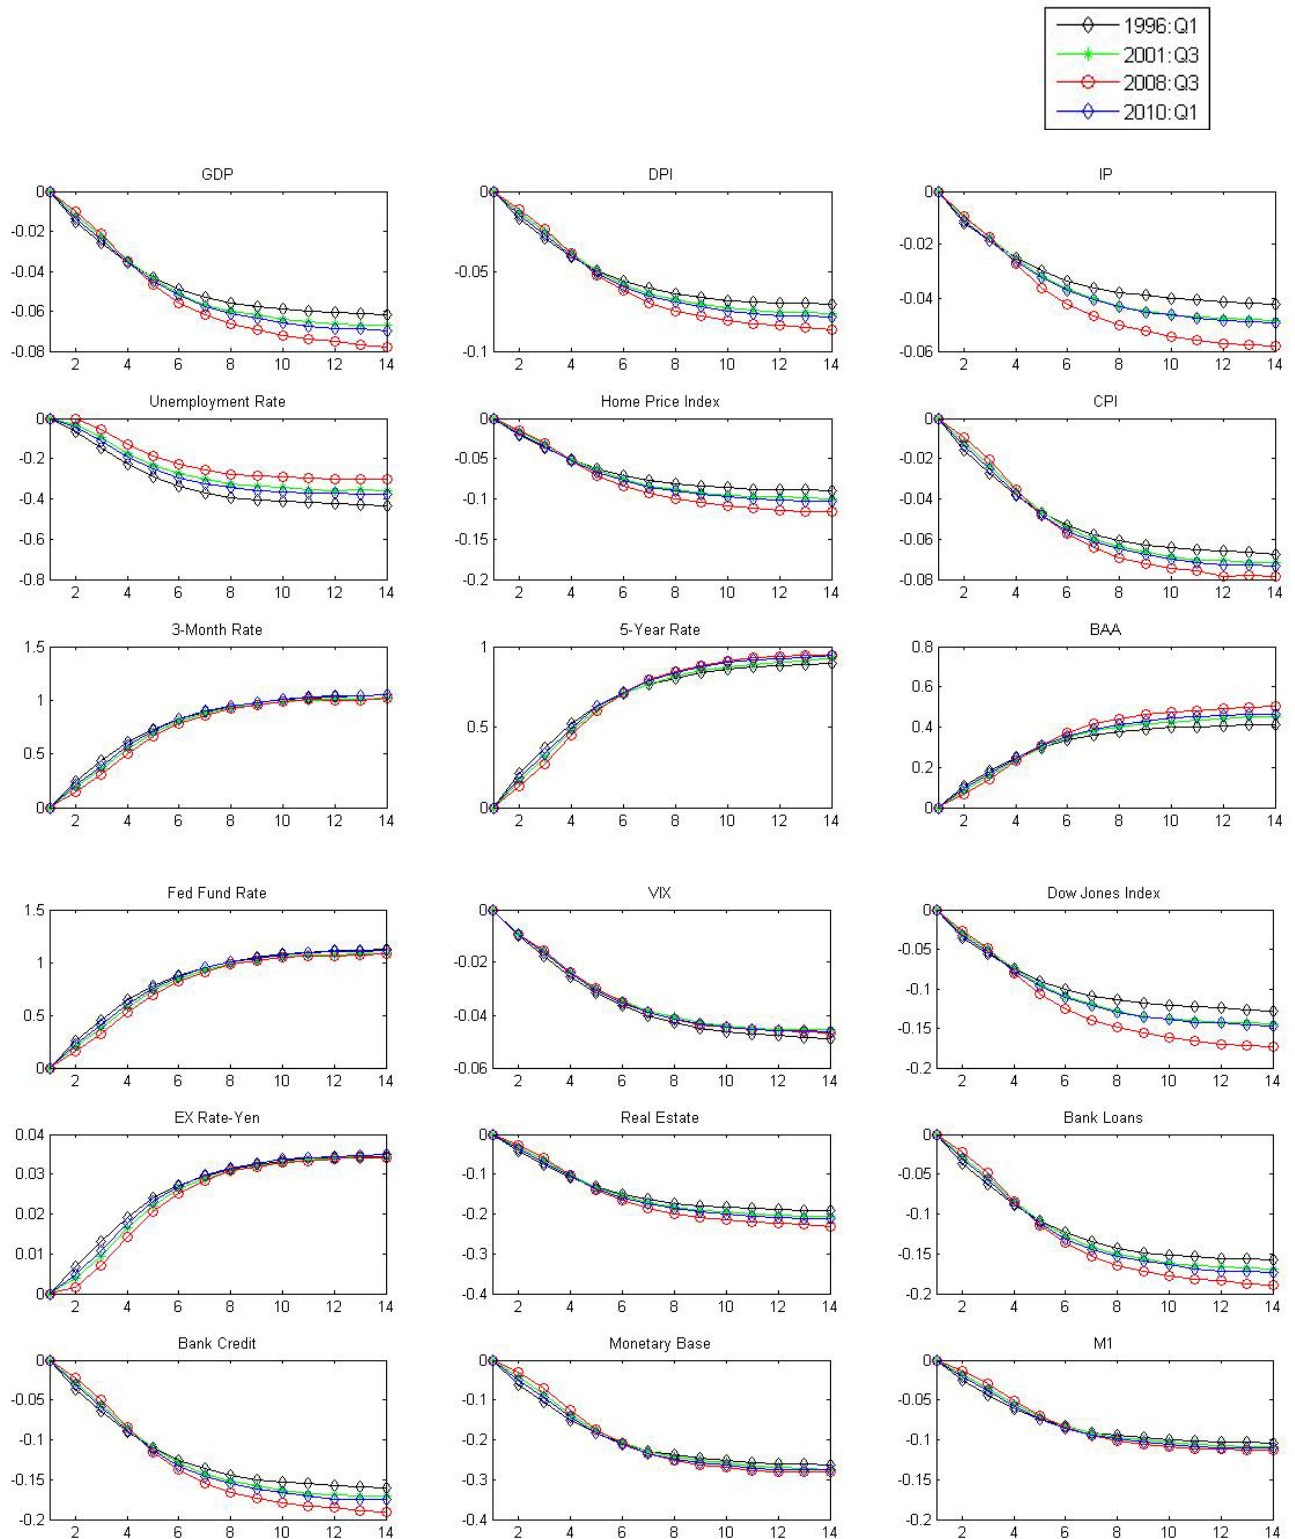 1996:Q1
2001:Q3
2008:Q3
2010:Q1
GDP
0
-0.02
-0.04
-0.06
-0.08
2 4 6 8 10 12 14
DPI
0
-0.05
-0.1
2 4 6 8 10 12 14
IP
0
-0.02
-0.04
-0.06
2 4 6 8 10 12 14
Unemployment Rate
0
-0.2
-0.4
-0.6
-0.8
2 4 6 8 10 12 14
Home Price Index
0
-0.05
-0.1
-0.15
-0.2
2 4 6 8 10 12 14
CPI
0
-0.02
-0.04
-0.06
-0.08
2 4 6 8 10 12 14
3-Month Rate
1.5
1
0.5
0
2 4 6 8 10 12 14
5-Year Rate
1
0.5
0
2 4 6 8 10 12 14
BAA
0.8
0.6
0.4
0.2
0
2 4 6 8 10 12 14
Fed Fund Rate
1.5
1
0.5
0
2 4 6 8 10 12 14
VIX
0
-0.02
-0.04
-0.06
2 4 6 8 10 12 14
Dow Jones Index
0
-0.05
-0.1
-0.15
-0.2
2 4 6 8 10 12 14
EX Rate-Yen
0.04
0.03
0.02
0.01
0
2 4 6 8 10 12 14
Real Estate
0
-0.1
-0.2
-0.3
-0.4
2 4 6 8 10 12 14
Bank Loans
0
-0.05
-0.1
-0.15
-0.2
2 4 6 8 10 12 14
Bank Credit
0
-0.05
-0.1
-0.15
-0.2
2 4 6 8 10 12 14
Monetary Base
0
-0.1
-0.2
-0.3
-0.4
2 4 6 8 10 12 14
M1
0
-0.05
-0.1
-0.15
-0.2
2 4 6 8 10 12 14